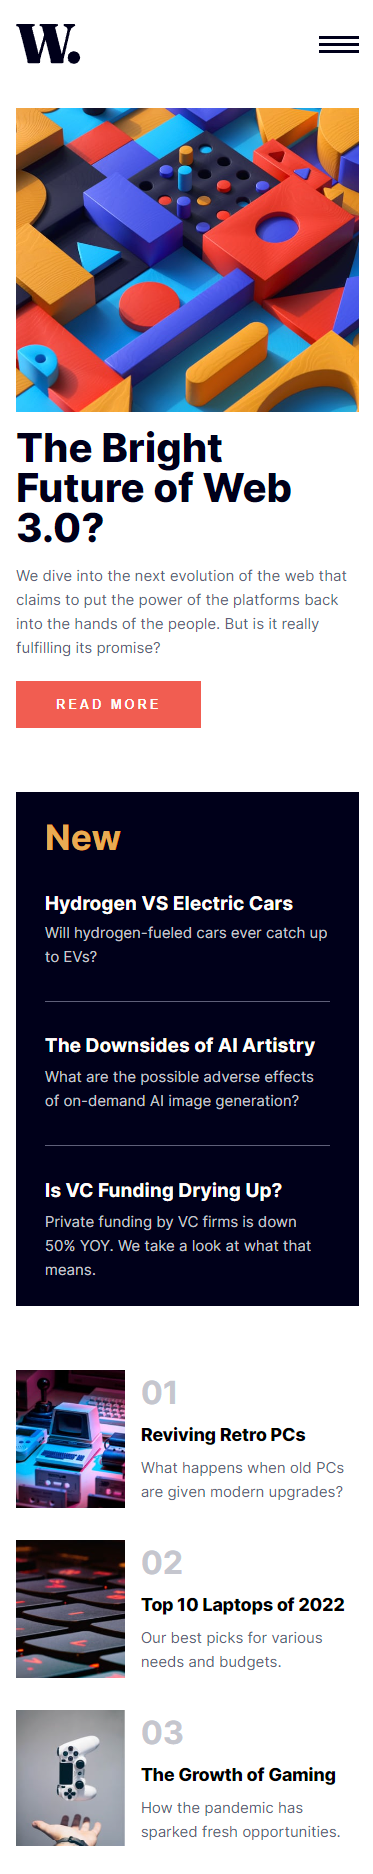 W.
The Bright
Future of Web
3.0?
We dive into the next evolution of the web that
claims to put the power of the platforms back
into the hands of the people. But is it really
fulfilling its promise?
READ MORE
New
Hydrogen VS Electric Cars
Will hydrogen-fueled cars ever catch up
to EVs?
The Downsides of AI Artistry
What are the possible adverse effects
of on-demand AI image generation?
Is VC Funding Drying Up?
Private funding by VC firms is down
50% YOY. We take a look at what that
means.
01
Reviving Retro PCs
What happens when old PCs
are given modern upgrades?
02
Top 10 Laptops of 2022
Our best picks for various
needs and budgets.
03
The Growth of Gaming
How the pandemic has
sparked fresh opportunities.